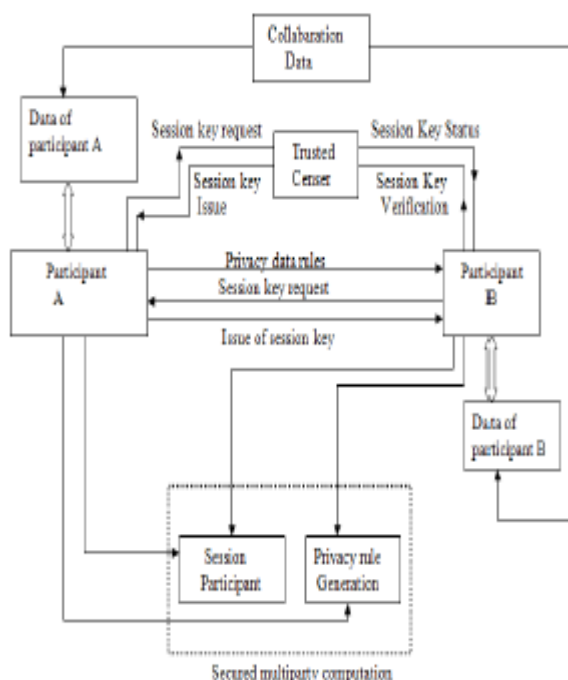 Collabaration
Data
Data of
participant A
Session key request
Trusted
Censer
Session Key Status
Session key
Issue
Session Key
Verification
Participant
A
Privacy data rules
Session key request
Issue of session key
Participant
B
Data of
participant B
Session
Participant
Privacy rule
Generation
Secured multiparty computation